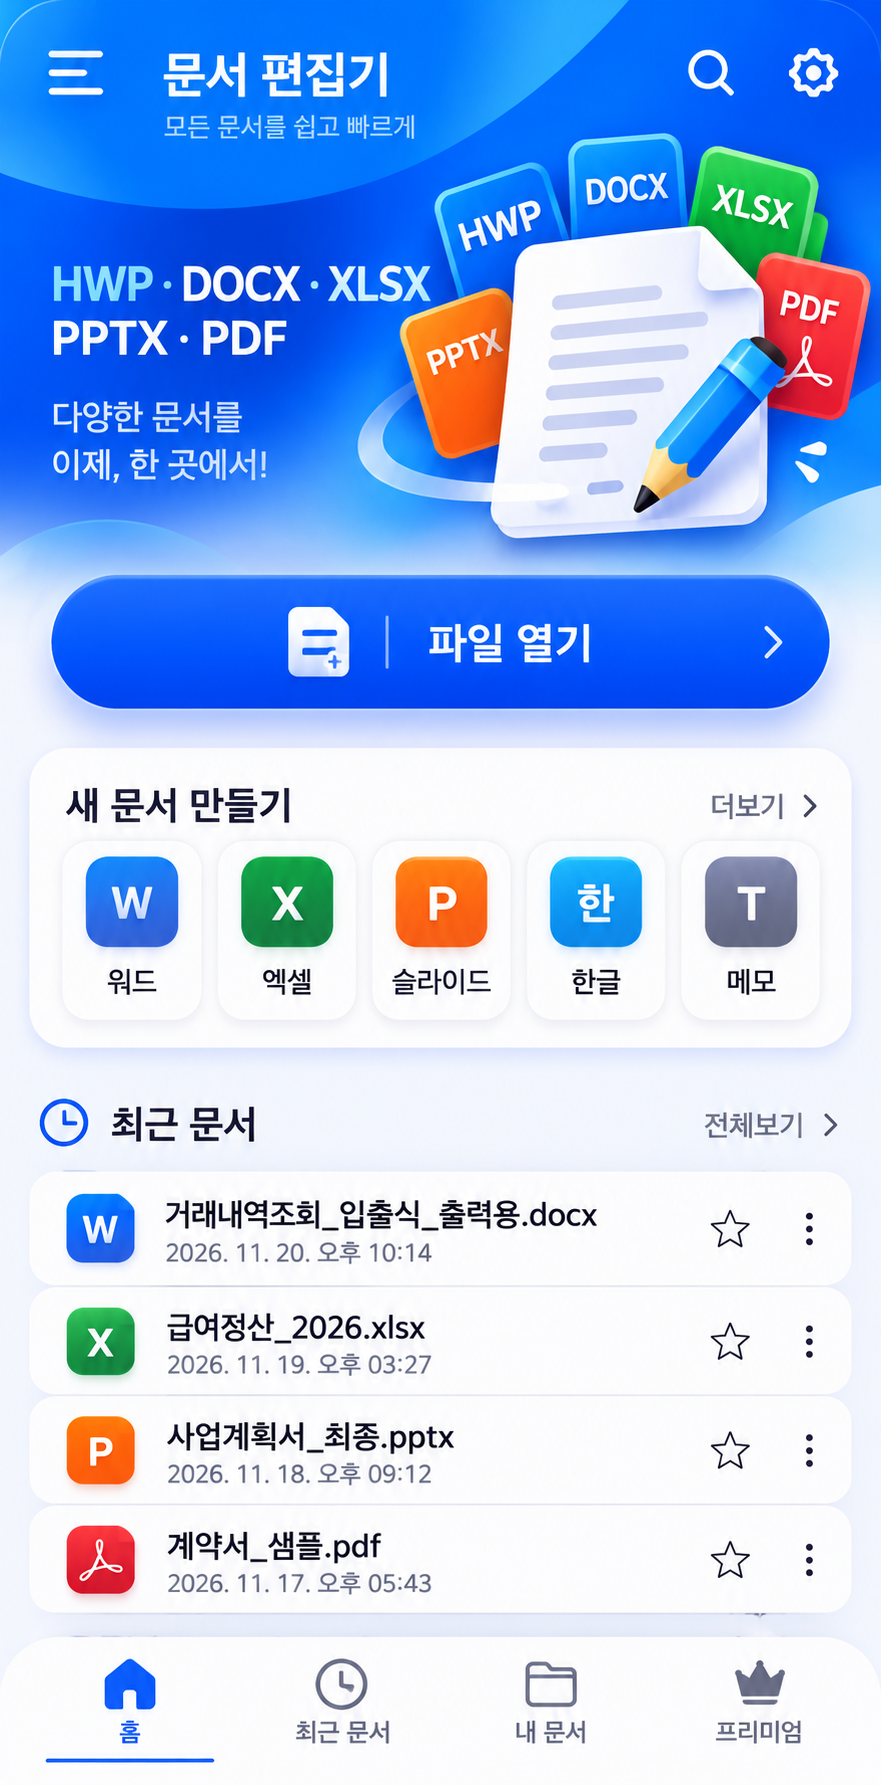 문서 편집기
모든 문서를 쉽고 빠르게
HWP
DOCX
XLSX
PPTX
PDF
HWP · DOCX · XLSX
PPTX · PDF
다양한 문서를
이제, 한 곳에서!
파일 열기
새 문서 만들기
더보기
W
X
P
한
T
워드
엑셀
슬라이드
한글
메모
최근 문서
전체보기
W
거래내역조회_입출식_출력용.docx
2026. 11. 20. 오후 10:14
X
급여정산_2026.xlsx
2026. 11. 19. 오후 03:27
P
사업계획서_최종.pptx
2026. 11. 18. 오후 09:12
계약서_샘플.pdf
2026. 11. 17. 오후 05:43
홈
최근 문서
내 문서
프리미엄